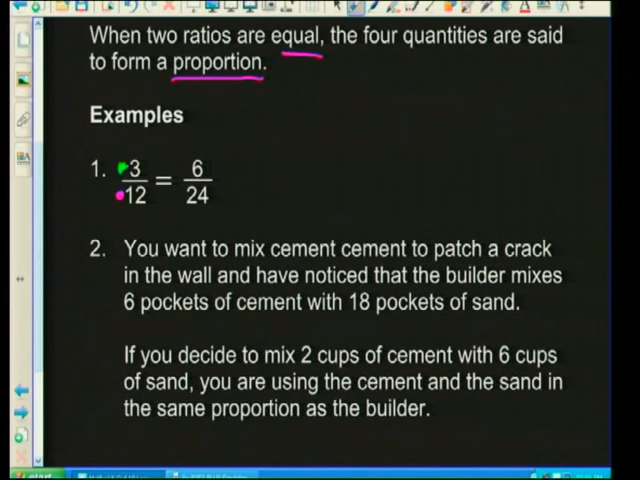 When two ratios are equal, the four quantities are said
to form a proportion.
Examples
1. 3/12 = 6/24
2. You want to mix cement cement to patch a crack
in the wall and have noticed that the builder mixes
6 pockets of cement with 18 pockets of sand.
If you decide to mix 2 cups of cement with 6 cups
of sand, you are using the cement and the sand in
the same proportion as the builder.